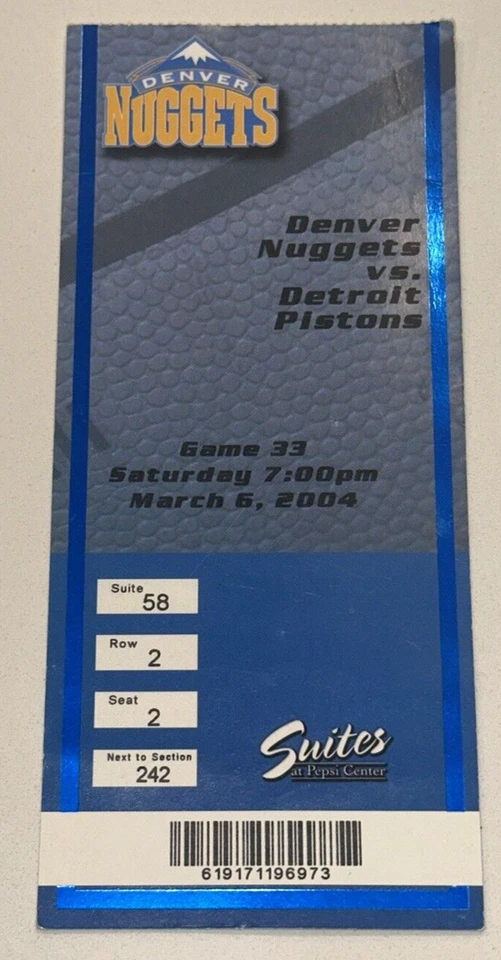 DENVER
NUGGETS
Denver
Nuggets
vs.
Detroit
Pistons
Game 33
Saturday 7:00pm
March 6, 2004
Suite
58
Row
2
Seat
2
Next to Section
242
Suites
at Pepsi Center
619171196973